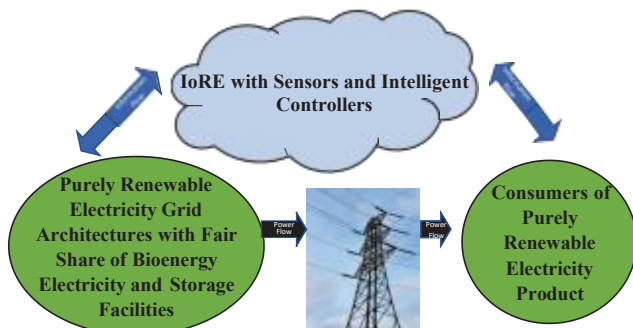 IoRE with Sensors and Intelligent
Controllers
Purely Renewable
Electricity Grid
Architectures with Fair
Share of Bioenergy
Electricity and Storage
Facilities
Power
Flow
Power
Flow
Consumers of
Purely
Renewable
Electricity
Product